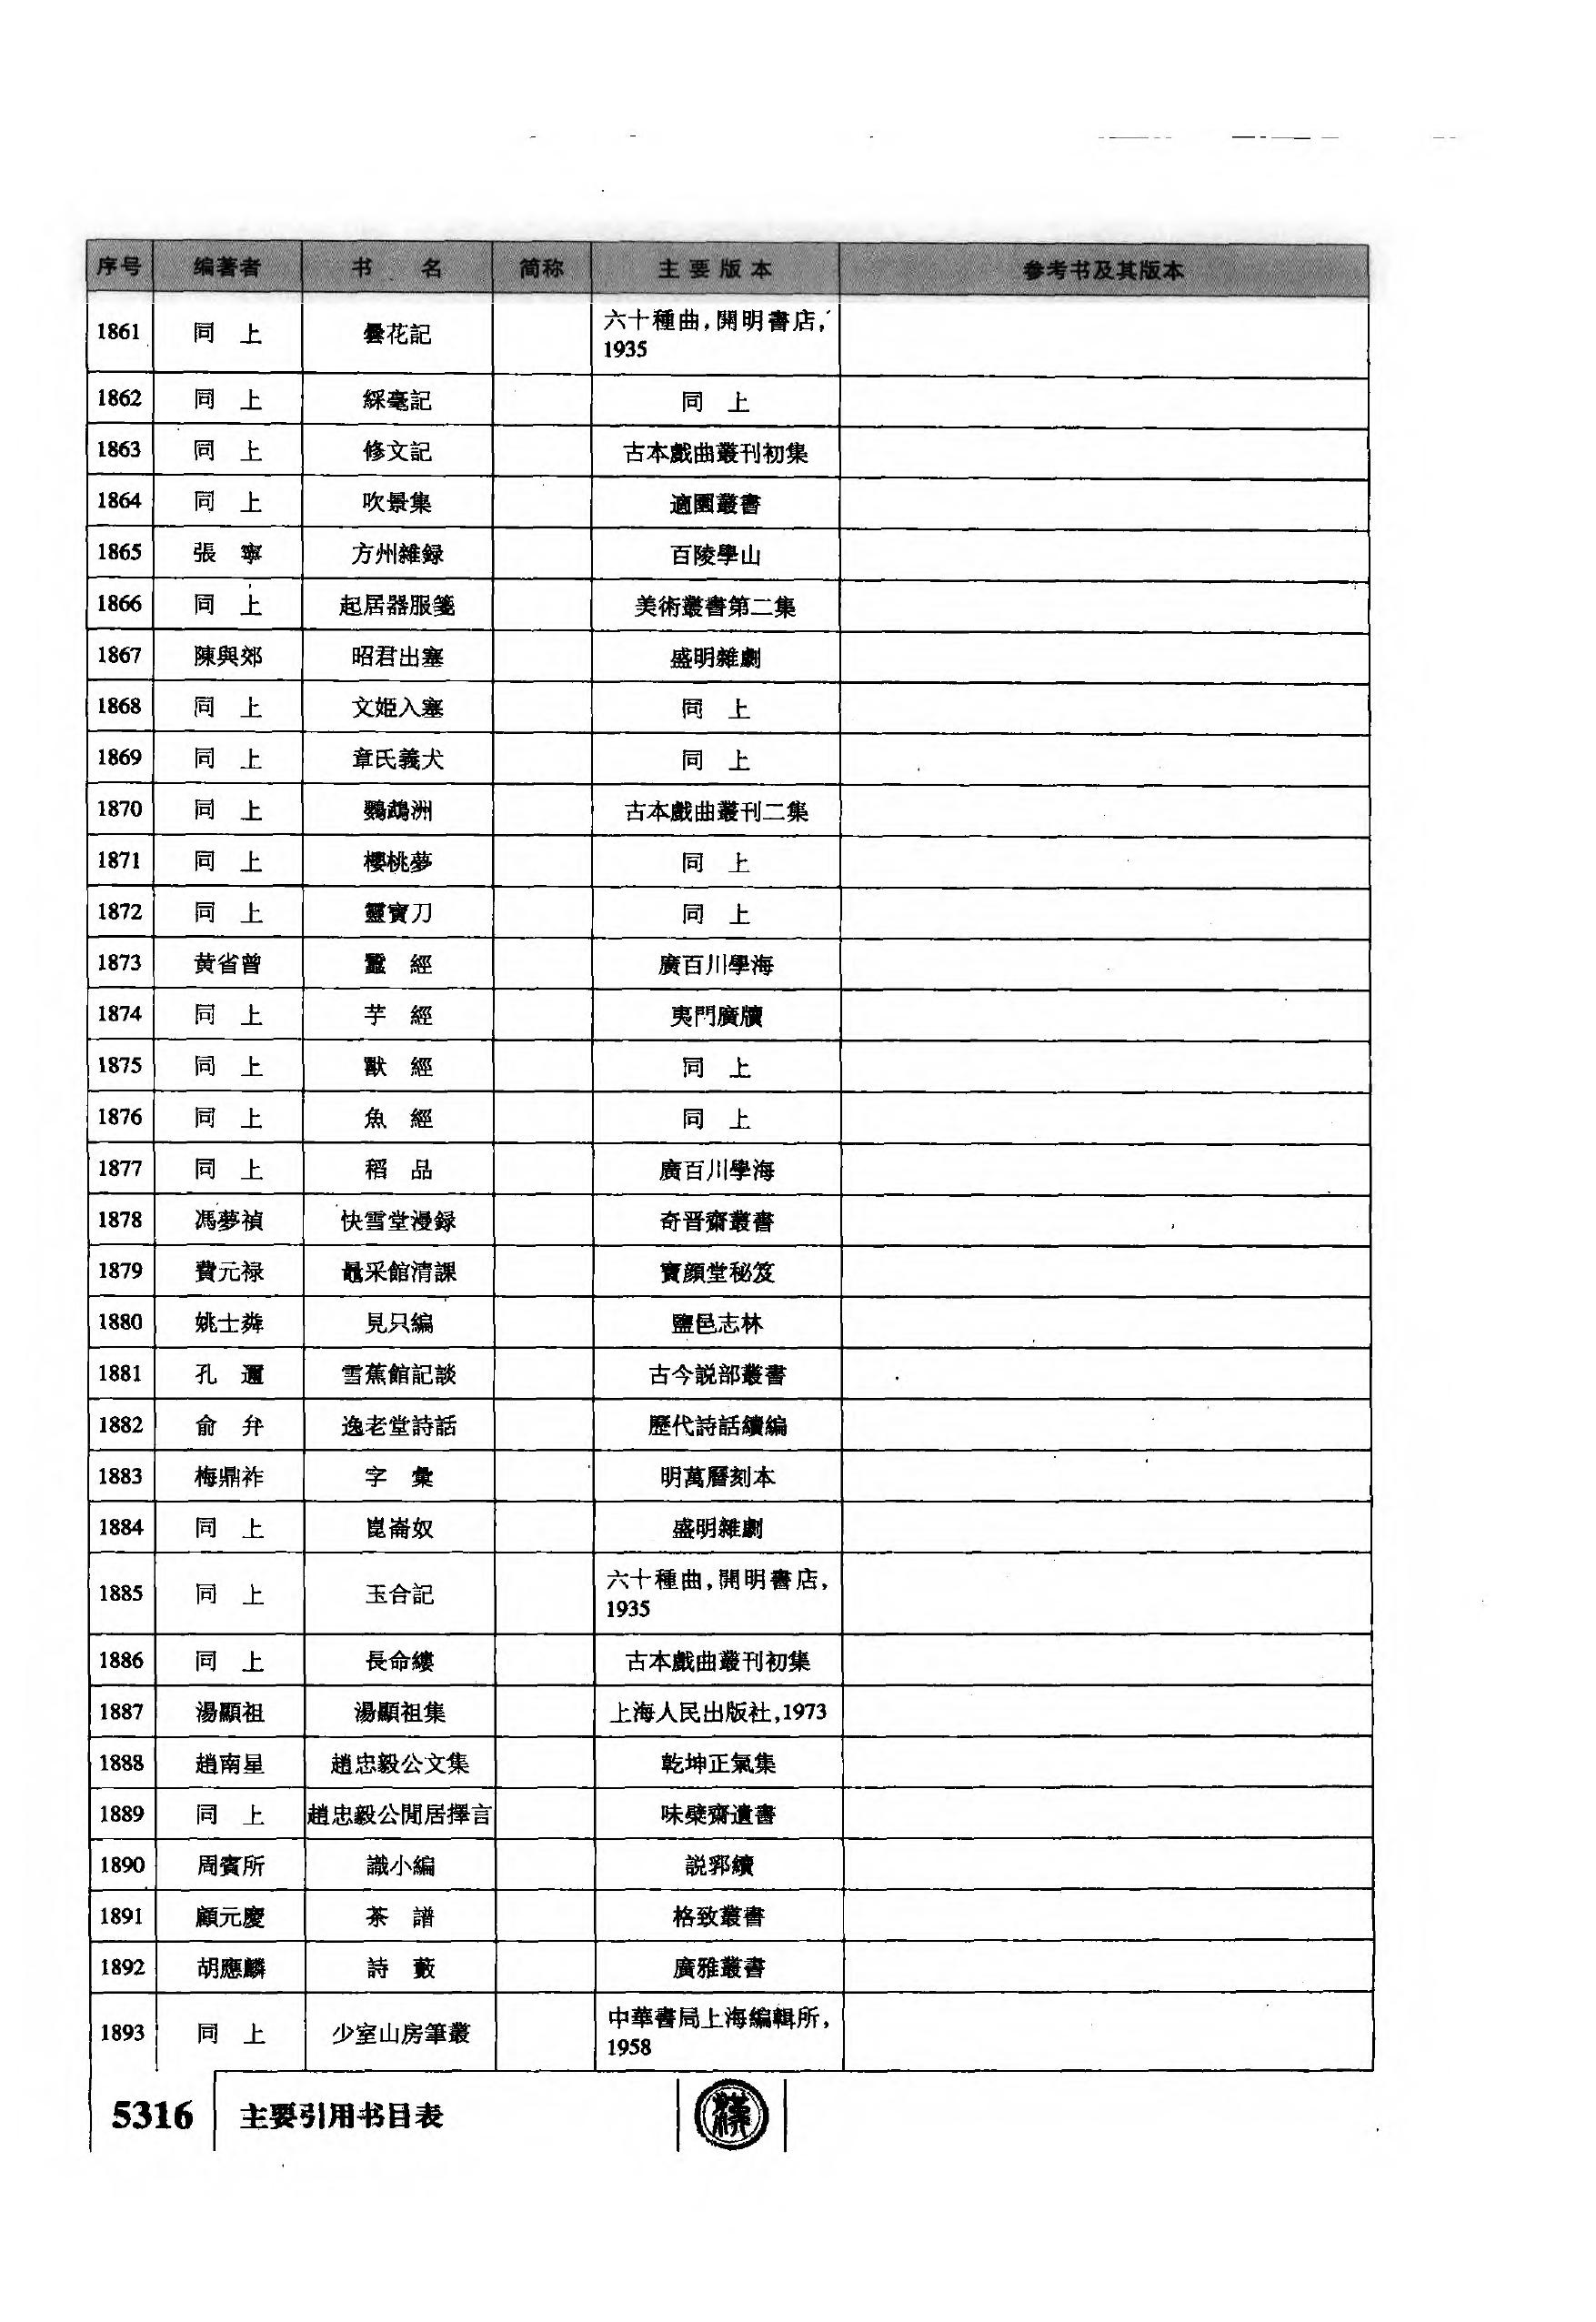 序号 编著者 书 名 简称 主要版本 参考书及其版本
1861 同 上 曇花記 六十種曲,開明書店,
1935
1862 同 上 綵毫記 同 上
1863 同 上 修文記 古本戲曲叢刊初集
1864 同 上 吹景集 適園叢書
1865 張 寧 方州雜録 百陵學山
1866 同 上 起居器服箋 美術叢書第二集
1867 陳與郊 昭君出塞 盛明雜劇
1868 同 上 文姬入塞 同 上
1869 同 上 章氏義犬 同 上
1870 同 上 鸚鵡洲 古本戲曲叢刊二集
1871 同 上 櫻桃夢 同 上
1872 同 上 靈寶刀 同 上
1873 黄省曾 蠶 經 廣百川學海
1874 同 上 芋 經 夷門廣牘
1875 同 上 獸 經 同 上
1876 同 上 魚 經 同 上
1877 同 上 稻 品 廣百川學海
1878 馮夢禎 快雪堂漫録 奇晋齋叢書
1879 費元禄 鼂采館清課 寶顔堂秘笈
1880 姚士粦 見只編 鹽邑志林
1881 孔 邇 雪蕉館記談 古今説部叢書
1882 俞 弁 逸老堂詩話 歷代詩話續編
1883 梅鼎祚 字 彙 明萬曆刻本
1884 同 上 崑崙奴 盛明雜劇
1885 同 上 玉合記 六十種曲,開明書店,
1935
1886 同 上 長命縷 古本戲曲叢刊初集
1887 湯顯祖 湯顯祖集 上海人民出版社,1973
1888 趙南星 趙忠毅公文集 乾坤正氣集
1889 同 上 趙忠毅公閒居擇言 味檗齋遺書
1890 周賓所 識小編 説郛續
1891 顧元慶 茶 譜 格致叢書
1892 胡應麟 詩 藪 廣雅叢書
1893 同 上 少室山房筆叢 中華書局上海編輯所,
1958
5316 主要引用书目表